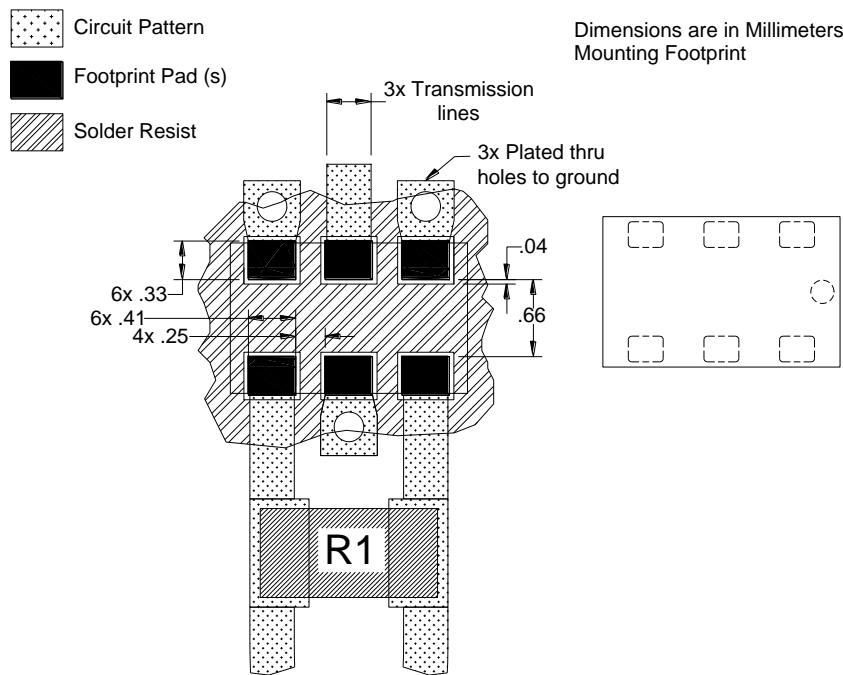 Circuit Pattern
Footprint Pad (s)
Solder Resist
Dimensions are in Millimeters
Mounting Footprint
3x Transmission
lines
3x Plated thru
holes to ground
.04
6x .33
6x .41
.66
4x .25
R1